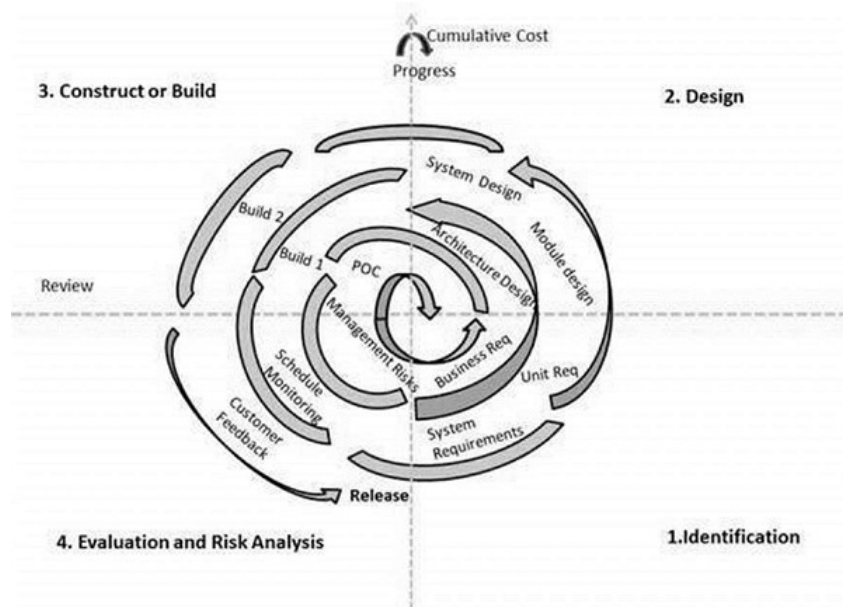 Cumulative Cost
Progress
3. Construct or Build
2. Design
System Design
Build 2
Architecture Design
Module design
Build 1
POC
Review
Management Risks
Business Req
Unit Req
Schedule
Monitoring
System
Requirements
Customer
Feedback
Release
4. Evaluation and Risk Analysis
1.Identification